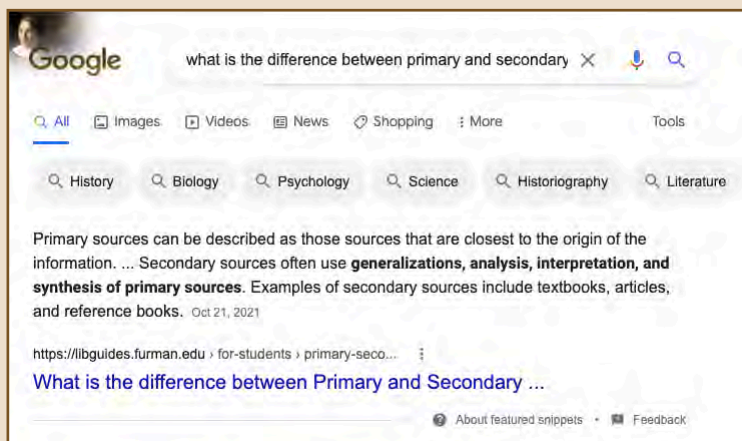 Google
what is the difference between primary and secondary
All Images Videos News Shopping More Tools
History Biology Psychology Science Historiography Literature
Primary sources can be described as those sources that are closest to the origin of the
information. ... Secondary sources often use generalizations, analysis, interpretation, and
synthesis of primary sources. Examples of secondary sources include textbooks, articles,
and reference books. Oct 21, 2021
https://libguides.furman.edu › for-students › primary-seco...
What is the difference between Primary and Secondary ...
About featured snippets • Feedback